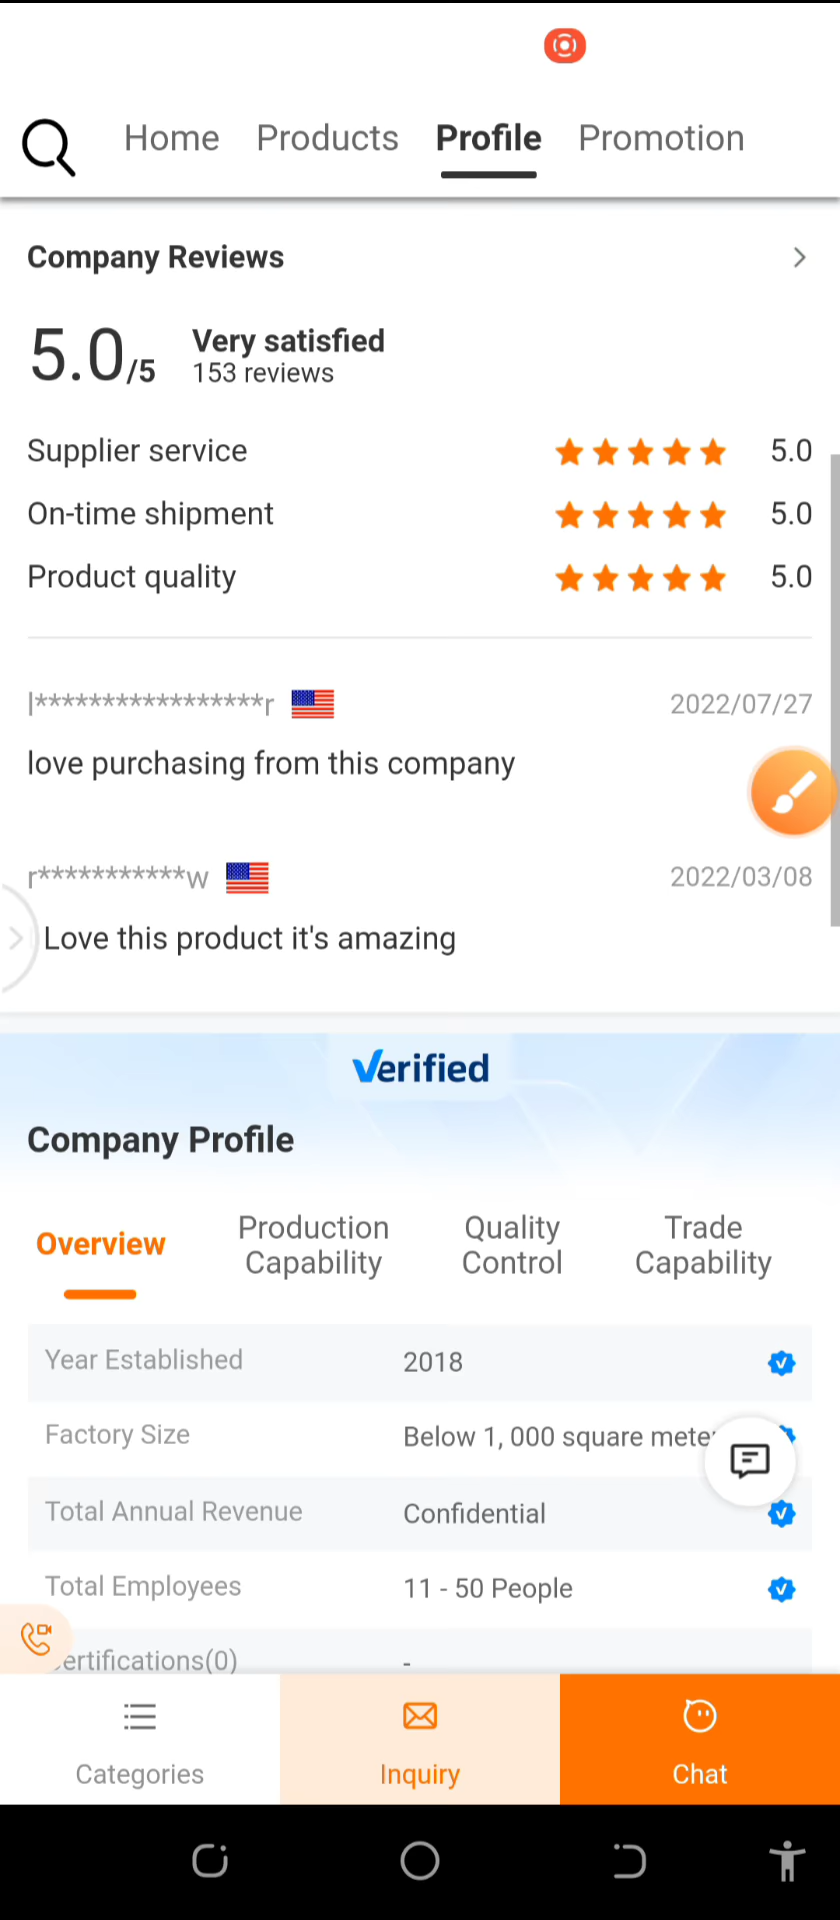 Home Products Profile Promotion
Company Reviews
5.0/5 Very satisfied
153 reviews
Supplier service 5.0
On-time shipment 5.0
Product quality 5.0
l*****************r 2022/07/27
love purchasing from this company
r***********w 2022/03/08
Love this product it's amazing
Verified
Company Profile
Overview
Production
Capability
Quality
Control
Trade
Capability
Year Established 2018
Factory Size Below 1, 000 square mete
Total Annual Revenue Confidential
Total Employees 11 - 50 People
ertifications(0) -
Categories Inquiry Chat